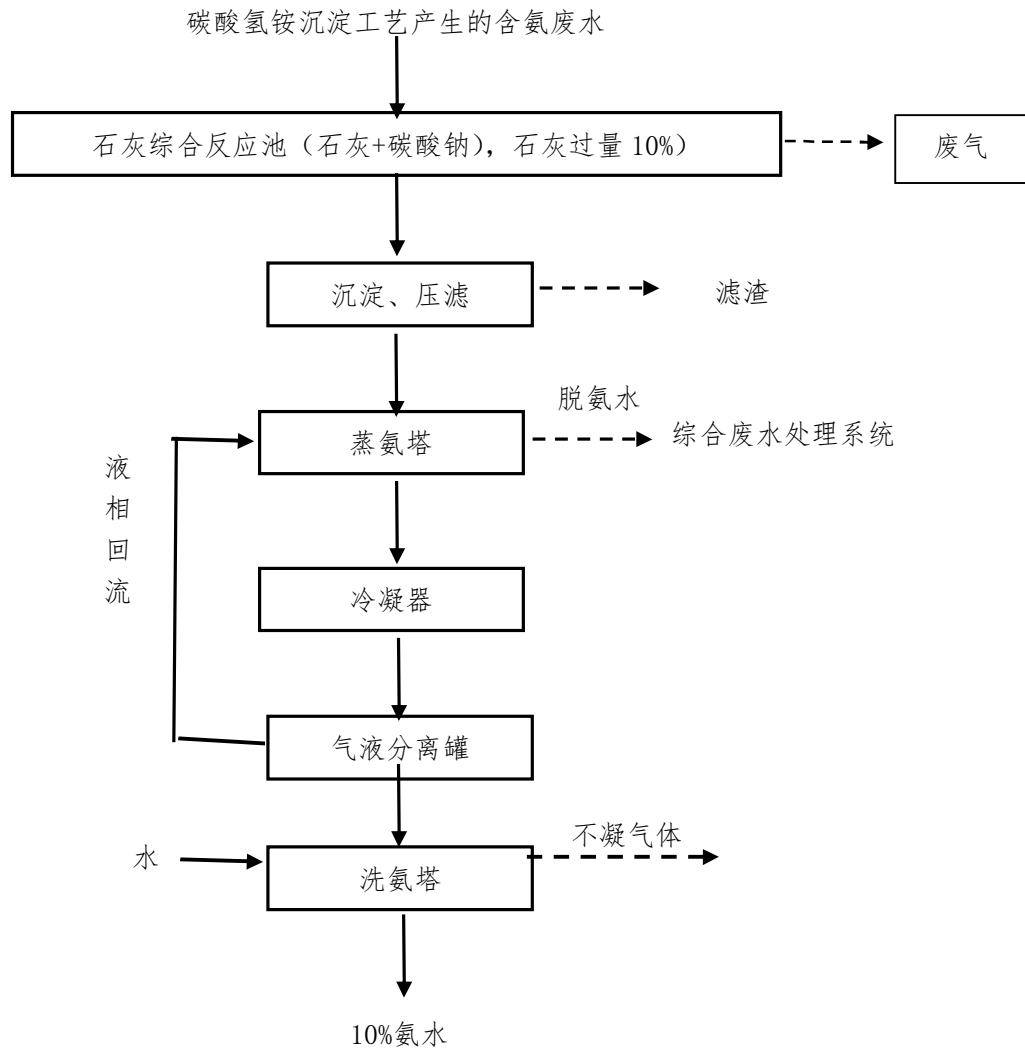 碳酸氢铵沉淀工艺产生的含氨废水
石灰综合反应池（石灰+碳酸钠），石灰过量 10%）
废气
沉淀、压滤
滤渣
脱氨水
蒸氨塔
综合废水处理系统
液相回流
冷凝器
气液分离罐
不凝气体
水
洗氨塔
10%氨水